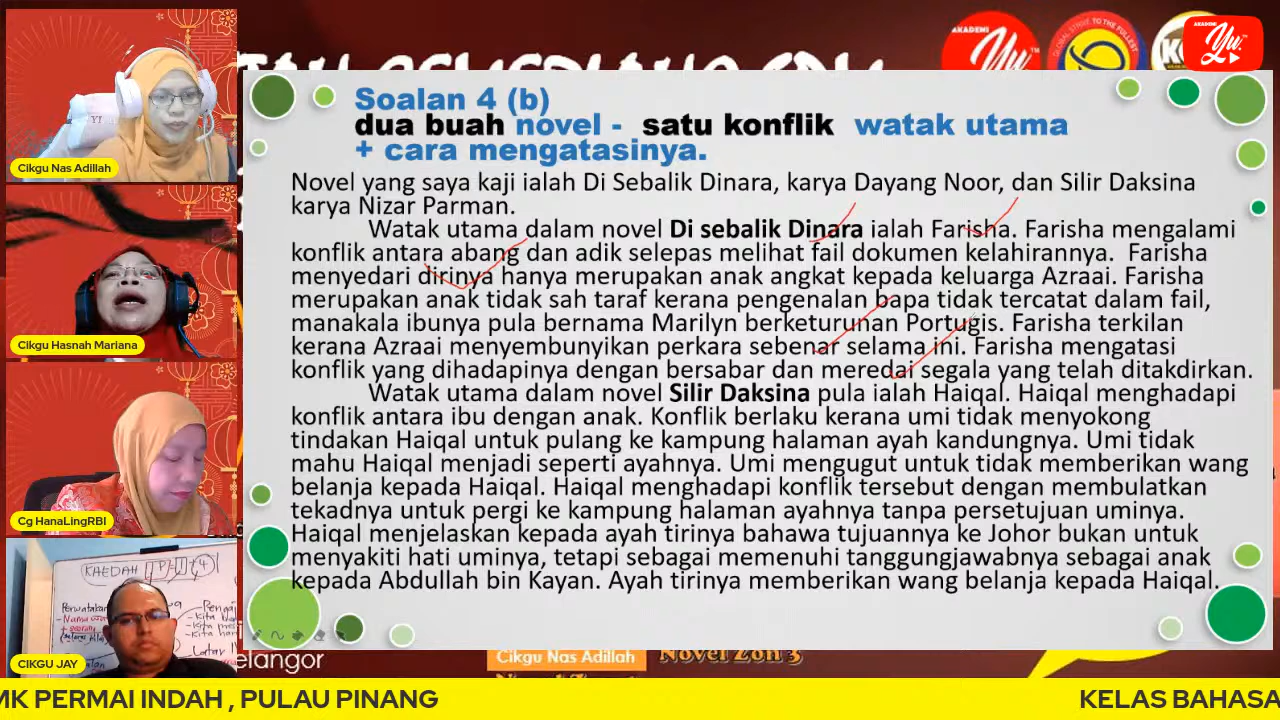 Soalan 4 (b)
dua buah novel - satu konflik watak utama
+ cara mengatasinya.
Novel yang saya kaji ialah Di Sebalik Dinara, karya Dayang Noor, dan Silir Daksina
karya Nizar Parman.
Watak utama dalam novel Di sebalik Dinara ialah Farisha. Farisha mengalami
konflik antara abang dan adik selepas melihat fail dokumen kelahirannya. Farisha
menyedari dirinya hanya merupakan anak angkat kepada keluarga Azraai. Farisha
merupakan anak tidak sah taraf kerana pengenalan bapa tidak tercatat dalam fail,
manakala ibunya pula bernama Marilyn berketurunan Portugis. Farisha terkilan
kerana Azraai menyembunyikan perkara sebenar selama ini. Farisha mengatasi
konflik yang dihadapinya dengan bersabar dan meredai segala yang telah ditakdirkan.
Watak utama dalam novel Silir Daksina pula ialah Haiqal. Haiqal menghadapi
konflik antara ibu dengan anak. Konflik berlaku kerana umi tidak menyokong
tindakan Haiqal untuk pulang ke kampung halaman ayah kandungnya. Umi tidak
mahu Haiqal menjadi seperti ayahnya. Umi mengugut untuk tidak memberikan wang
belanja kepada Haiqal. Haiqal menghadapi konflik tersebut dengan membulatkan
tekadnya untuk pergi ke kampung halaman ayahnya tanpa persetujuan uminya.
Haiqal menjelaskan kepada ayah tirinya bahawa tujuannya ke Johor bukan untuk
menyakiti hati uminya, tetapi sebagai memenuhi tanggungjawabnya sebagai anak
kepada Abdullah bin Kayan. Ayah tirinya memberikan wang belanja kepada Haiqal.
Cikgu Nas Adillah
Cikgu Hasnah Mariana
Cg HanaLingRBI
KAEDAH
CIKGU JAY
AKADEMI
Yu
AKADEMI
Yu
elangor
Cikgu Nas Adillah
Novel Zon 3
MK PERMAI INDAH , PULAU PINANG
KELAS BAHASA